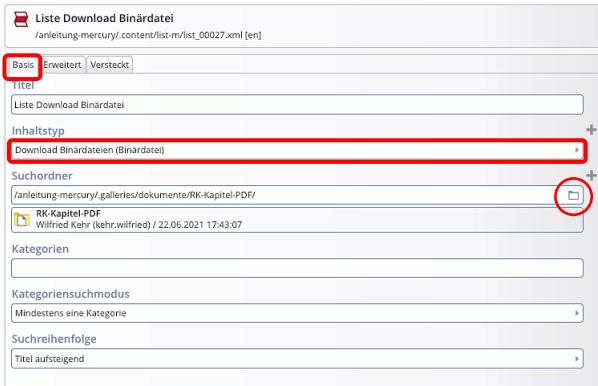 Liste Download Binärdatei
/anleitung-mercury/.content/list-m/list_00027.xml [en]
Basis Erweitert Versteckt
Titel
Liste Download Binärdatei
Inhaltstyp
Download Binärdateien (Binärdatei)
Suchordner
/anleitung-mercury/.galleries/dokumente/RK-Kapitel-PDF/
RK-Kapitel-PDF
Wilfried Kehr (kehr.wilfried) / 22.06.2021 17:43:07
Kategorien
Kategoriensuchmodus
Mindestens eine Kategorie
Suchreihenfolge
Titel aufsteigend